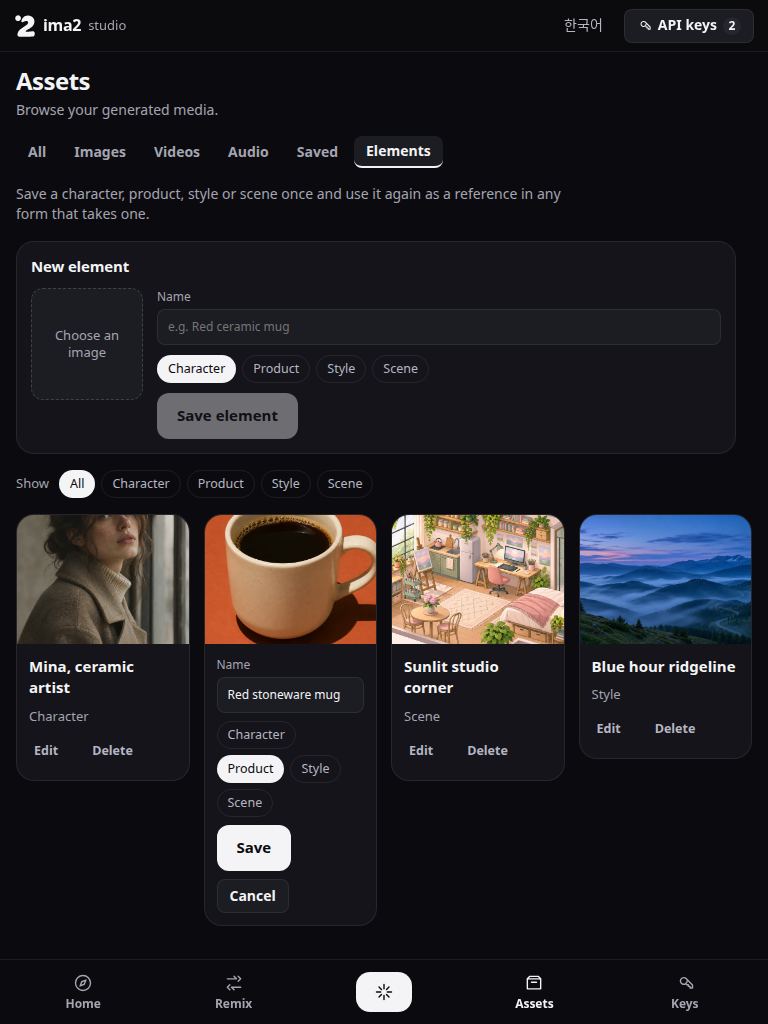 ima2 studio
한국어
API keys 2
Assets
Browse your generated media.
All Images Videos Audio Saved Elements
Save a character, product, style or scene once and use it again as a reference in any
form that takes one.
New element
Choose an
image
Name
e.g. Red ceramic mug
Character Product Style Scene
Save element
Show All Character Product Style Scene
Mina, ceramic
artist
Character
Edit Delete
Name
Red stoneware mug
Character
Product Style
Scene
Save
Cancel
Sunlit studio
corner
Scene
Edit Delete
Blue hour ridgeline
Style
Edit Delete
Home Remix Assets Keys